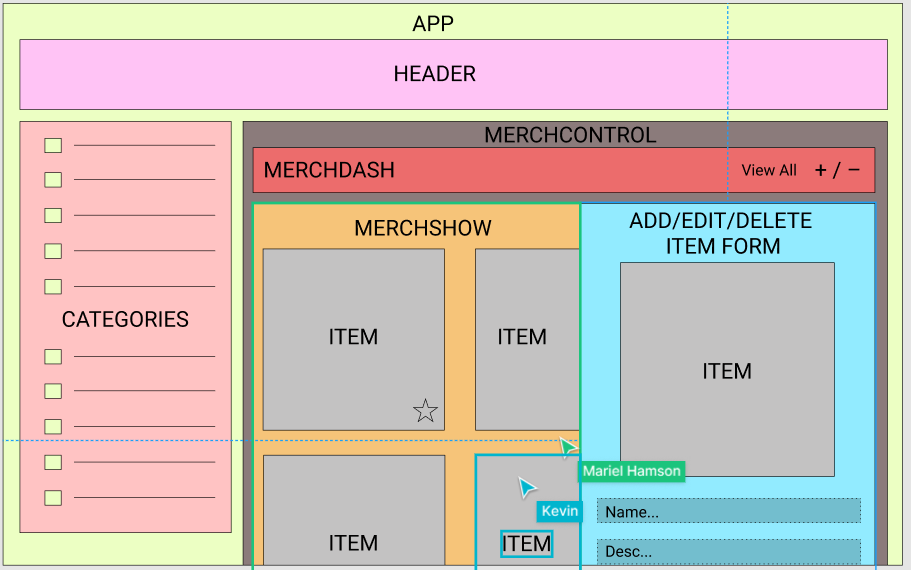 APP
HEADER
CATEGORIES
MERCHCONTROL
MERCHDASH
View All + / −
MERCHSHOW
ITEM
ITEM
ITEM
ITEM
ADD/EDIT/DELETE
ITEM FORM
ITEM
Name...
Desc...
Mariel Hamson
Kevin